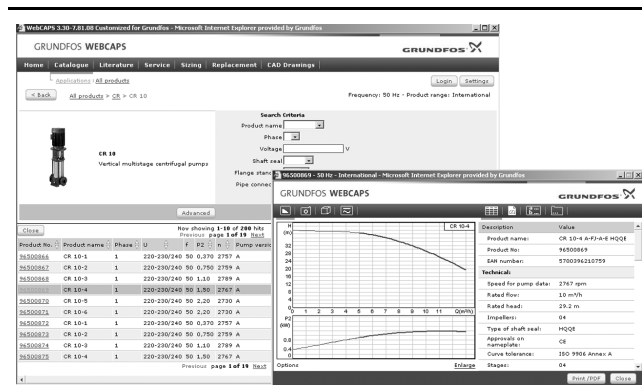 WebCAPS 3.30-7.81.08 Customized for Grundfos - Microsoft Internet Explorer provided by Grundfos
GRUNDFOS WEBCAPS
GRUNDFOS
Home Catalogue Literature Service Sizing Replacement CAD Drawings
Applications All products
Login Settings
< Back All products > CR > CR 10
Frequency: 50 Hz - Product range: International
CR 10
Vertical multistage centrifugal pumps
Search Criteria
Product name
Phase
Voltage V
Shaft seal
Flange stand
Pipe connec
Advanced
Close
Now showing 1-10 of 280 hits
Previous page 1 of 19 Next
Product No. Product name Phase U f P2 n Pump versio
96500866 CR 10-1 1 220-230/240 50 0,370 2757 A
96500867 CR 10-2 1 220-230/240 50 0,750 2759 A
96500868 CR 10-3 1 220-230/240 50 1,10 2789 A
CR 10-4 1 220-230/240 50 1,50 2767 A
96500870 CR 10-5 1 220-230/240 50 2,20 2730 A
96500871 CR 10-6 1 220-230/240 50 2,20 2730 A
96500872 CR 10-1 1 220-230/240 50 0,370 2757 A
96500873 CR 10-2 1 220-230/240 50 0,750 2759 A
96500874 CR 10-3 1 220-230/240 50 1,10 2789 A
96500875 CR 10-4 1 220-230/240 50 1,50 2767 A
Previous page 1 of 19 Next
96500869 - 50 Hz - International - Microsoft Internet Explorer provided by Grundfos
GRUNDFOS WEBCAPS
GRUNDFOS
H
(m)
CR 10-4
32
28
24
20
16
12
8
4
0
0 1 2 3 4 5 6 7 8 9 10 11 Q(m³/h)
P2
(kW)
0.8
0.4
0
Options
Enlarge
Description Value
Product name: CR 10-4 A-FJ-A-E HQQE
Product No: 96500869
EAN number: 5700396210759
Technical:
Speed for pump data: 2767 rpm
Rated flow: 10 m³/h
Rated head: 29.2 m
Impellers: 04
Type of shaft seal: HQQE
Approvals on nameplate: CE
Curve tolerance: ISO 9906 Annex A
Stages: 04
Print /PDF Close